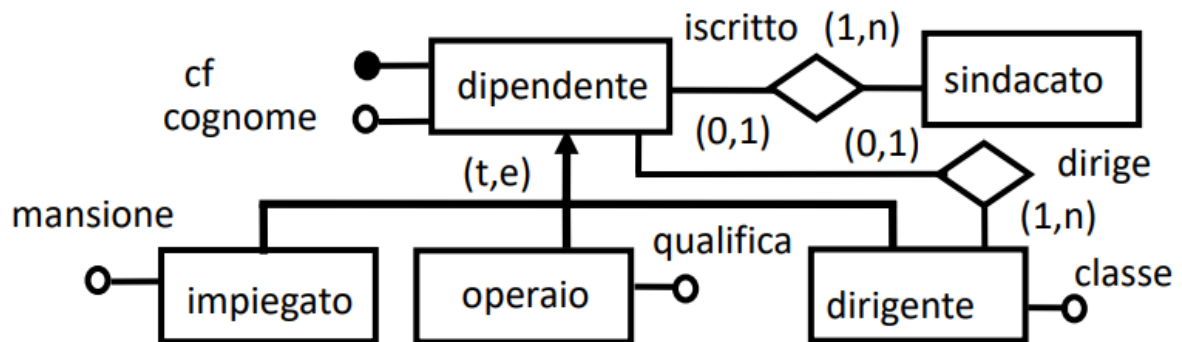 iscritto (1,n)
cf
cognome
dipendente
sindacato
(0,1)
(0,1)
dirige
(t,e)
(1,n)
mansione
qualifica
classe
impiegato
operaio
dirigente